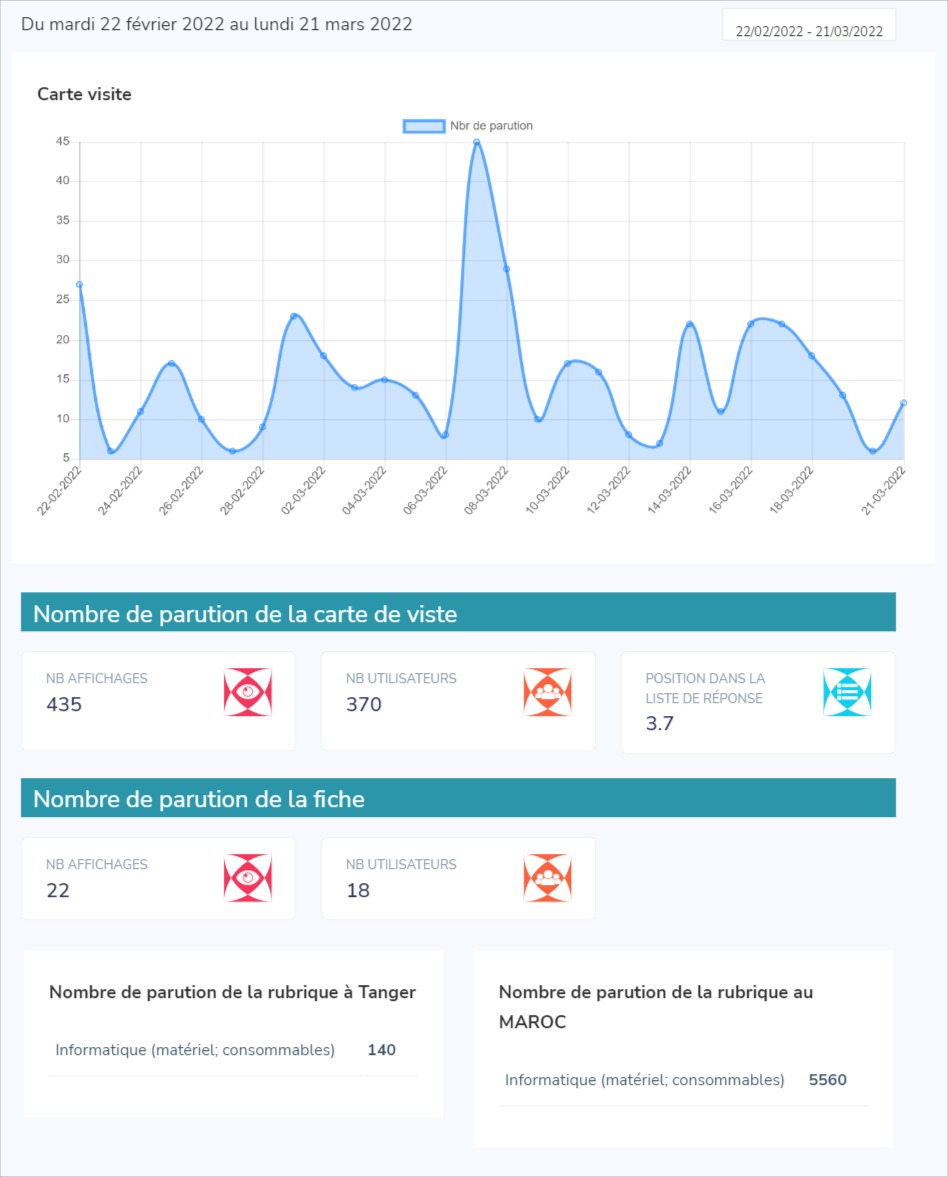 Du mardi 22 février 2022 au lundi 21 mars 2022
22/02/2022 - 21/03/2022
Carte visite
Nbr de parution
45
40
35
30
25
20
15
10
5
22-02-2022
24-02-2022
26-02-2022
28-02-2022
02-03-2022
04-03-2022
06-03-2022
08-03-2022
10-03-2022
12-03-2022
14-03-2022
16-03-2022
18-03-2022
21-03-2022
Nombre de parution de la carte de viste
NB AFFICHAGES
435
NB UTILISATEURS
370
POSITION DANS LA
LISTE DE RÉPONSE
3.7
Nombre de parution de la fiche
NB AFFICHAGES
22
NB UTILISATEURS
18
Nombre de parution de la rubrique à Tanger
Informatique (matériel; consommables) 140
Nombre de parution de la rubrique au
MAROC
Informatique (matériel; consommables) 5560